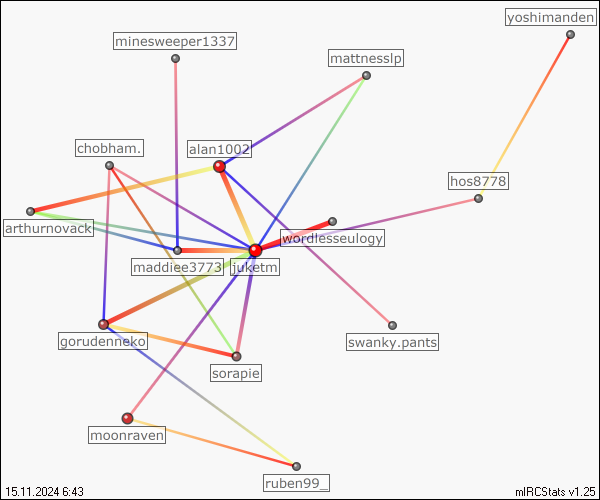 yoshimanden
minesweeper1337
mattnesslp
chobham.
alan1002
hos8778
arthurnovack
wordlesseulogy
maddiee3773
juketm
gorudenneko
swanky.pants
sorapie
moonraven
ruben99_
15.11.2024 6:43
mIRCStats v1.25